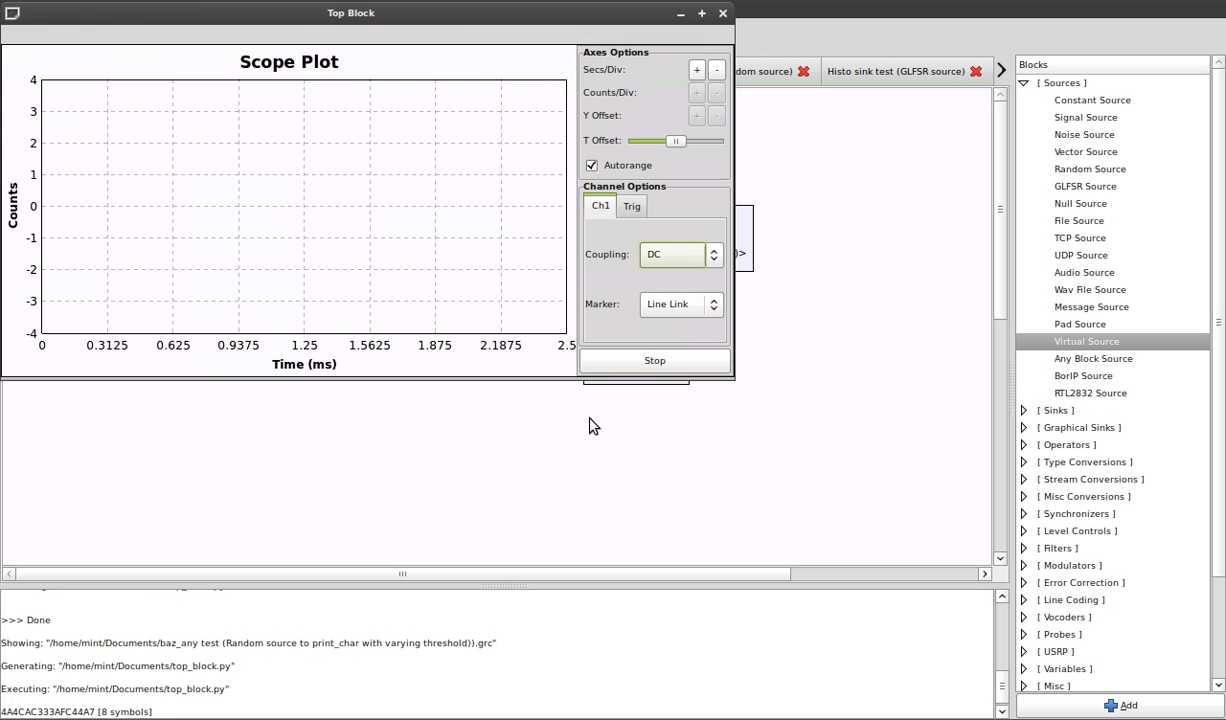 Top Block
Scope Plot
4
3
2
1
0
-1
-2
-3
-4
Counts
0 0.3125 0.625 0.9375 1.25 1.5625 1.875 2.1875 2.5
Time (ms)
Axes Options
Secs/Div: + -
Counts/Div: + -
Y Offset: + -
T Offset:
Autorange
Channel Options
Ch1 Trig
Coupling: DC
Marker: Line Link
Stop
dom source)
Histo sink test (GLFSR source)
)>
Blocks
[ Sources ]
Constant Source
Signal Source
Noise Source
Vector Source
Random Source
GLFSR Source
Null Source
File Source
TCP Source
UDP Source
Audio Source
Wav File Source
Message Source
Pad Source
Virtual Source
Any Block Source
BorIP Source
RTL2832 Source
[ Sinks ]
[ Graphical Sinks ]
[ Operators ]
[ Type Conversions ]
[ Stream Conversions ]
[ Misc Conversions ]
[ Synchronizers ]
[ Level Controls ]
[ Filters ]
[ Modulators ]
[ Error Correction ]
[ Line Coding ]
[ Vocoders ]
[ Probes ]
[ USRP ]
[ Variables ]
[ Misc ]
Add
>>> Done
Showing: "/home/mint/Documents/baz_any test (Random source to print_char with varying threshold)).grc"
Generating: "/home/mint/Documents/top_block.py"
Executing: "/home/mint/Documents/top_block.py"
4A4CAC333AFC44A7 [8 symbols]